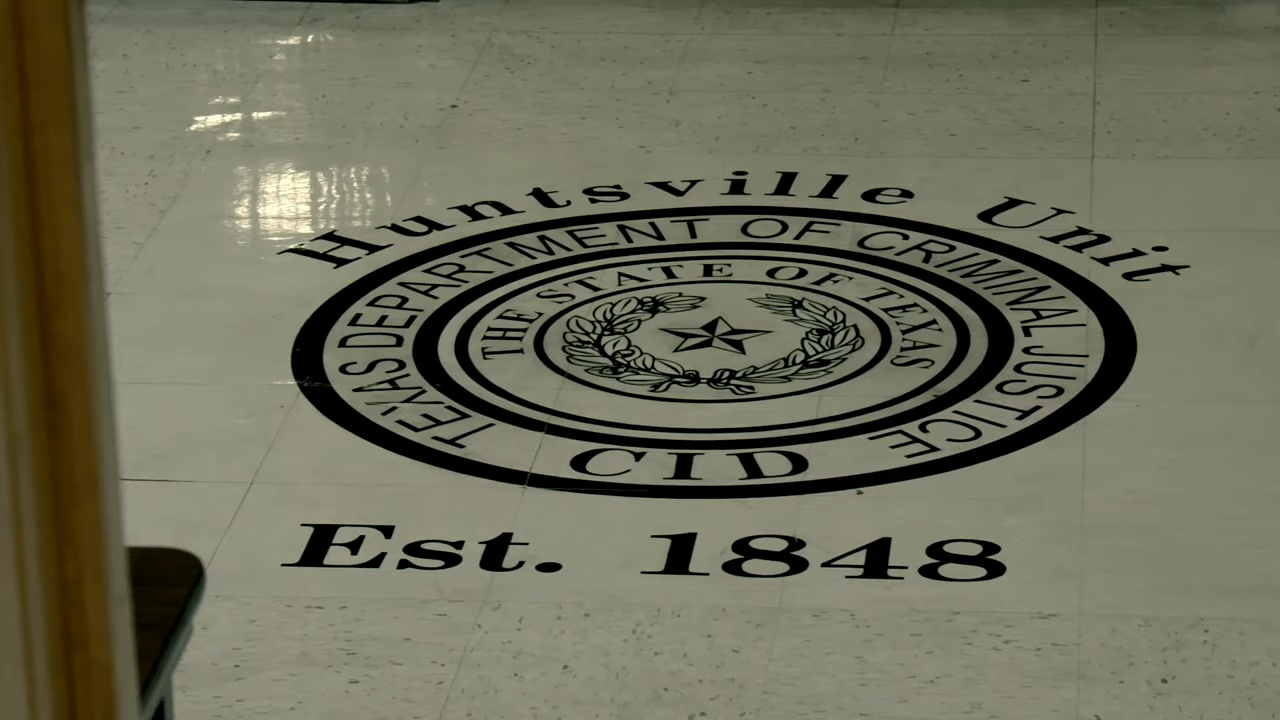 Huntsville Unit
TEXAS DEPARTMENT OF CRIMINAL JUSTICE
THE STATE OF TEXAS
CID
Est. 1848